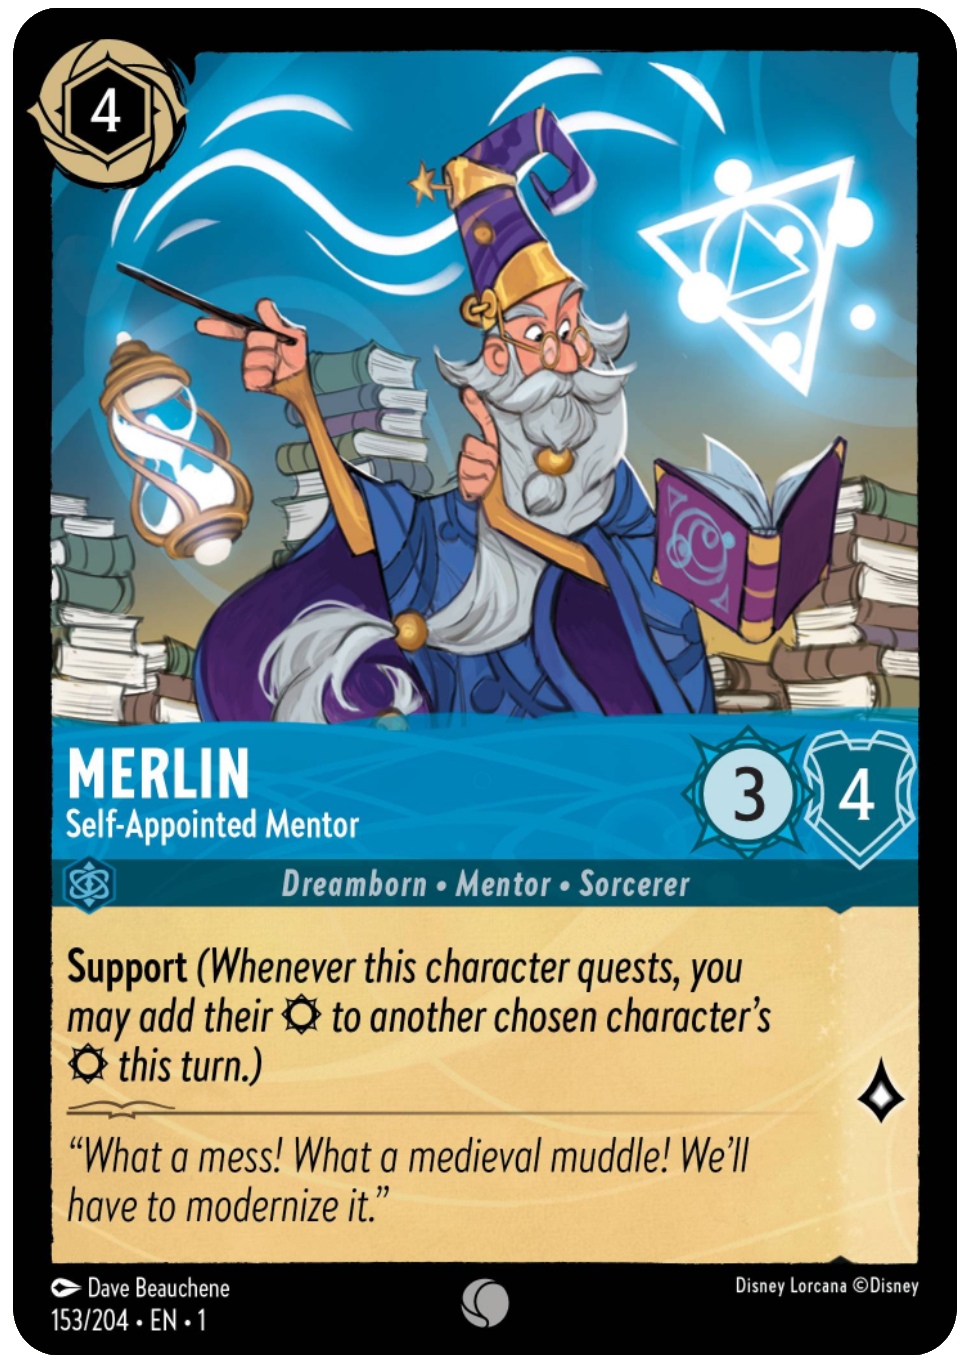 4
MERLIN
Self-Appointed Mentor
3
4
Dreamborn • Mentor • Sorcerer
Support (Whenever this character quests, you
may add their to another chosen character's
this turn.)
“What a mess! What a medieval muddle! We’ll
have to modernize it.”
Dave Beauchene
153/204 • EN • 1
Disney Lorcana ©Disney